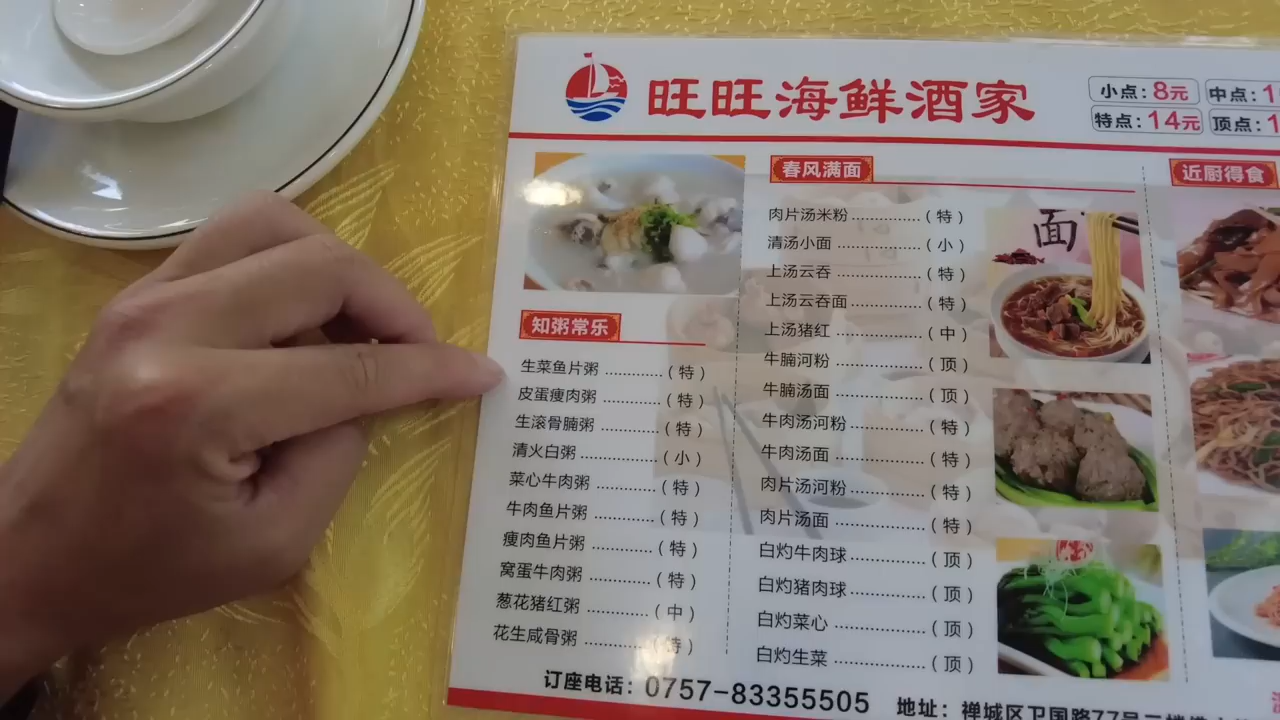 旺旺海鲜酒家
小点：8元
中点：1
特点：14元
顶点：1
知粥常乐
生菜鱼片粥............（特）
皮蛋瘦肉粥............（特）
生滚骨腩粥............（特）
清火白粥............（小）
菜心牛肉粥............（特）
牛肉鱼片粥............（特）
瘦肉鱼片粥............（特）
窝蛋牛肉粥............（特）
葱花猪红粥............（中）
花生咸骨粥............（特）
春风满面
肉片汤米粉..............（特）
清汤小面..............（小）
上汤云吞..............（特）
上汤云吞面..............（特）
上汤猪红..............（中）
牛腩河粉..............（顶）
牛腩汤面..............（顶）
牛肉汤河粉..............（特）
牛肉汤面..............（特）
肉片汤河粉..............（特）
肉片汤面..............（特）
白灼牛肉球..............（顶）
白灼猪肉球..............（顶）
白灼菜心..............（顶）
白灼生菜..............（顶）
面
近厨得食
订座电话：0757-83355505
地址：禅城区卫国路77号二楼